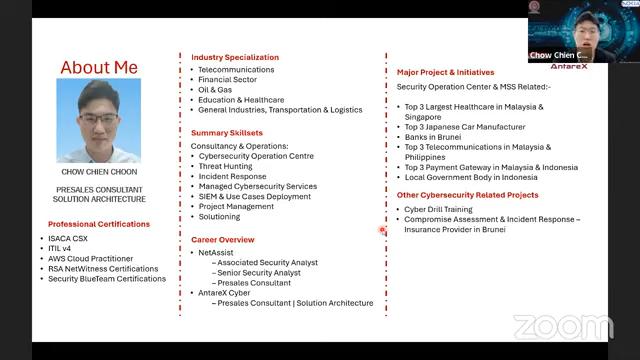 About Me
CHOW CHIEN CHOON
PRESALES CONSULTANT
SOLUTION ARCHITECTURE
Professional Certifications
• ISACA CSX
• ITIL v4
• AWS Cloud Practitioner
• RSA NetWitness Certifications
• Security BlueTeam Certifications
Industry Specialization
• Telecommunications
• Financial Sector
• Oil & Gas
• Education & Healthcare
• General Industries, Transportation & Logistics
Summary Skillsets
Consultancy & Operations:
• Cybersecurity Operation Centre
• Threat Hunting
• Incident Response
• Managed Cybersecurity Services
• SIEM & Use Cases Deployment
• Project Management
• Solutioning
Career Overview
• NetAssist
– Associated Security Analyst
– Senior Security Analyst
– Presales Consultant
• AntareX Cyber
– Presales Consultant | Solution Architecture
Major Project & Initiatives
Security Operation Center & MSS Related:-
• Top 3 Largest Healthcare in Malaysia &
Singapore
• Top 3 Japanese Car Manufacturer
• Banks in Brunei
• Top 3 Telecommunications in Malaysia &
Philippines
• Top 3 Payment Gateway in Malaysia & Indonesia
• Local Government Body in Indonesia
Other Cybersecurity Related Projects
• Cyber Drill Training
• Compromise Assessment & Incident Response –
Insurance Provider in Brunei
NOKIA
Chow Chien C...
AntareX
zoom